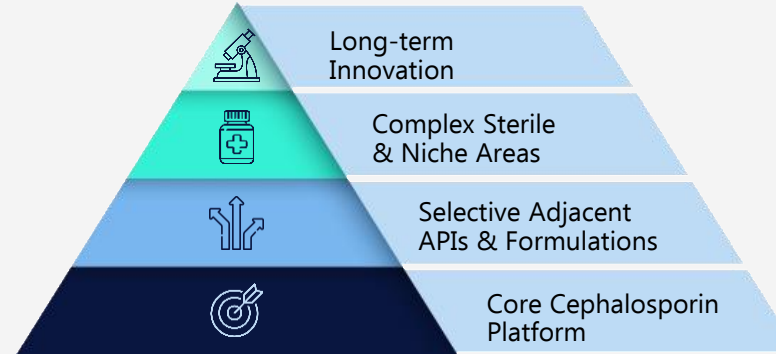 Long-term
Innovation
Complex Sterile
& Niche Areas
Selective Adjacent
APIs & Formulations
Core Cephalosporin
Platform